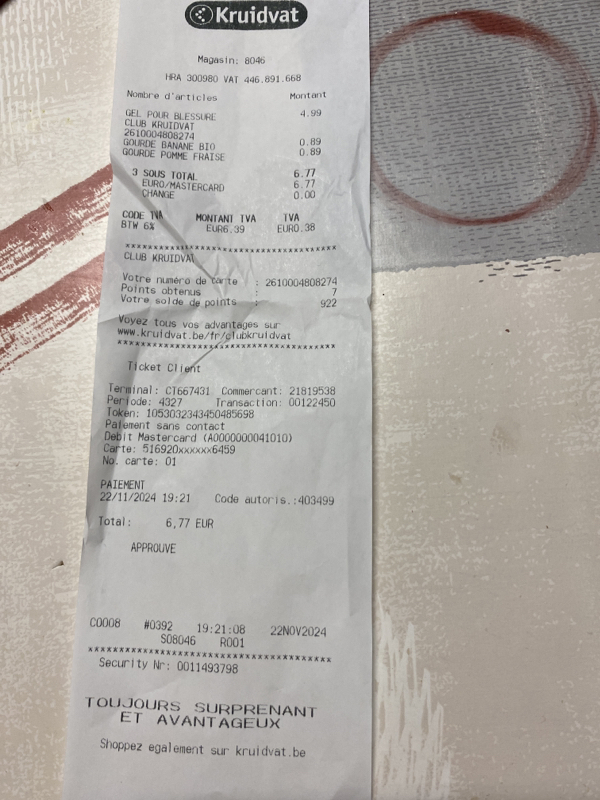 Kruidvat
Magasin: 8046
HRA 300980 VAT 446.891.668
Nombre d'articles Montant
GEL POUR BLESSURE 4.99
CLUB KRUIDVAT
2610004808274
GOURDE BANANE BIO 0.89
GOURDE POMME FRAISE 0.89
3 SOUS TOTAL 6.77
EURO/MASTERCARD 6.77
CHANGE 0.00
CODE TVA MONTANT TVA TVA
BTW 6% EUR6.39 EUR0.38
****************************************
CLUB KRUIDVAT
Votre numéro de carte : 2610004808274
Points obtenus : 7
Votre solde de points : 922
Voyez tous vos advantages sur
www.kruidvat.be/fr/clubkruidvat
****************************************
Ticket Client
Terminal: CT667431 Commercant: 21819538
Periode: 4327 Transaction: 00122450
Token: 1053032343450485698
Paiement sans contact
Debit Mastercard (A0000000041010)
Carte: 516920xxxxxx6459
No. carte: 01
PAIEMENT
22/11/2024 19:21 Code autoris.:403499
Total: 6,77 EUR
APPROUVE
C0008 #0392 19:21:08 22NOV2024
S08046 R001
****************************************
Security Nr: 0011493798
TOUJOURS SURPRENANT
ET AVANTAGEUX
Shoppez egalement sur kruidvat.be